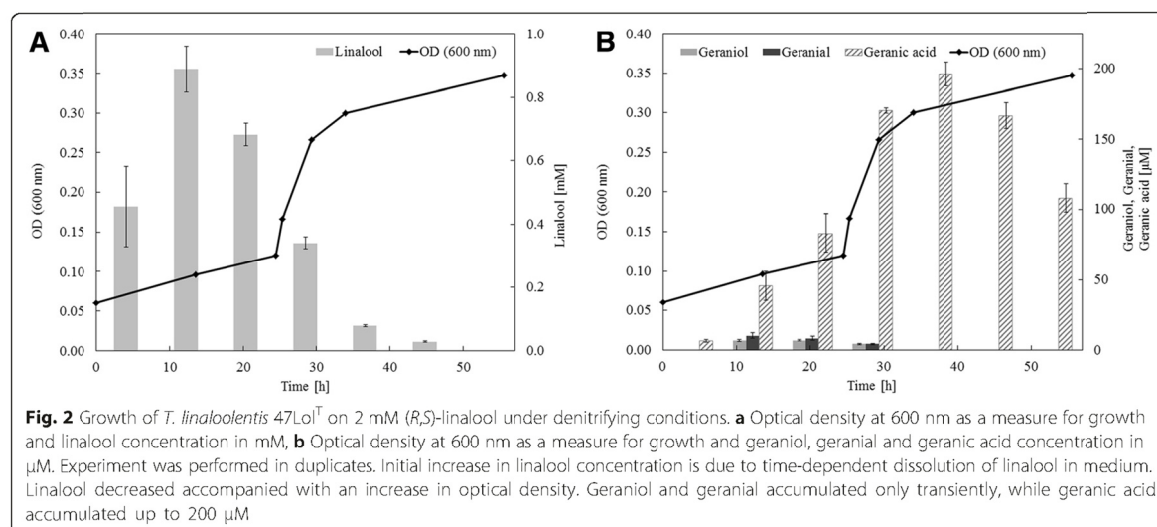 A
Linalool
OD (600 nm)
0.40
0.35
0.30
0.25
0.20
0.15
0.10
0.05
0.00
OD (600 nm)
1.0
0.8
0.6
0.4
0.2
0.0
Linalool [mM]
0 10 20 30 40 50
Time [h]
B
Geraniol
Geranial
Geranic acid
OD (600 nm)
0.40
0.35
0.30
0.25
0.20
0.15
0.10
0.05
0.00
OD (600 nm)
200
150
100
50
0
Geraniol, Geranial,
Geranic acid [µM]
0 10 20 30 40 50
Time [h]
Fig. 2 Growth of T. linaloolentis 47Lolᵀ on 2 mM (R,S)-linalool under denitrifying conditions. a Optical density at 600 nm as a measure for growth
and linalool concentration in mM, b Optical density at 600 nm as a measure for growth and geraniol, geranial and geranic acid concentration in
µM. Experiment was performed in duplicates. Initial increase in linalool concentration is due to time-dependent dissolution of linalool in medium.
Linalool decreased accompanied with an increase in optical density. Geraniol and geranial accumulated only transiently, while geranic acid
accumulated up to 200 µM